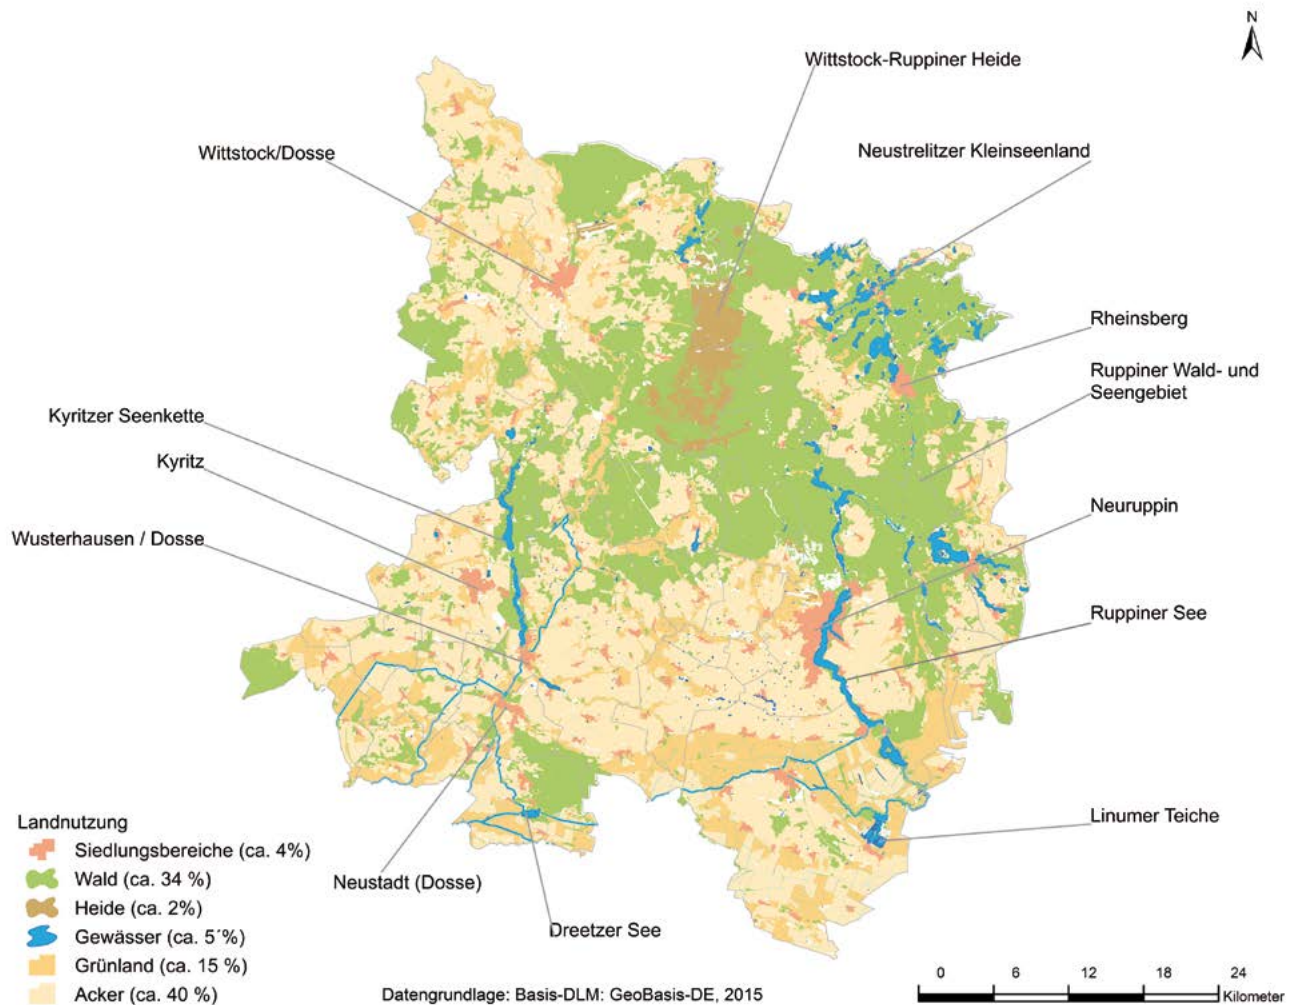 N
Wittstock-Ruppiner Heide
Wittstock/Dosse
Neustrelitzer Kleinseenland
Rheinsberg
Ruppiner Wald- und
Seengebiet
Kyritzer Seenkette
Kyritz
Neuruppin
Wusterhausen / Dosse
Ruppiner See
Linumer Teiche
Neustadt (Dosse)
Dreetzer See
Landnutzung
Siedlungsbereiche (ca. 4%)
Wald (ca. 34 %)
Heide (ca. 2%)
Gewässer (ca. 5´%)
Grünland (ca. 15 %)
Acker (ca. 40 %)
Datengrundlage: Basis-DLM: GeoBasis-DE, 2015
0 6 12 18 24
Kilometer